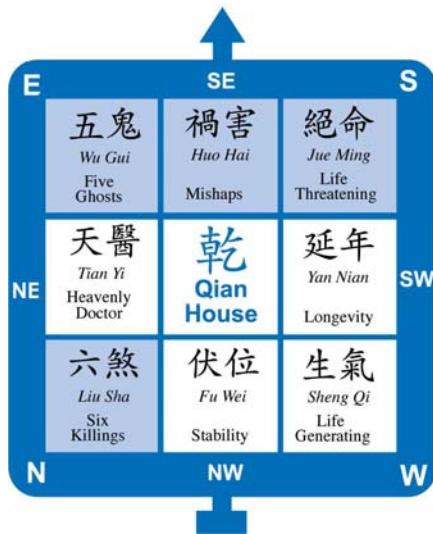 SE
E
S
五鬼
Wu Gui
Five
Ghosts
禍害
Huo Hai
Mishaps
絕命
Jue Ming
Life
Threatening
NE
天醫
Tian Yi
Heavenly
Doctor
乾
Qian
House
延年
Yan Nian
Longevity
SW
六煞
Liu Sha
Six
Killings
伏位
Fu Wei
Stability
生氣
Sheng Qi
Life
Generating
N
NW
W